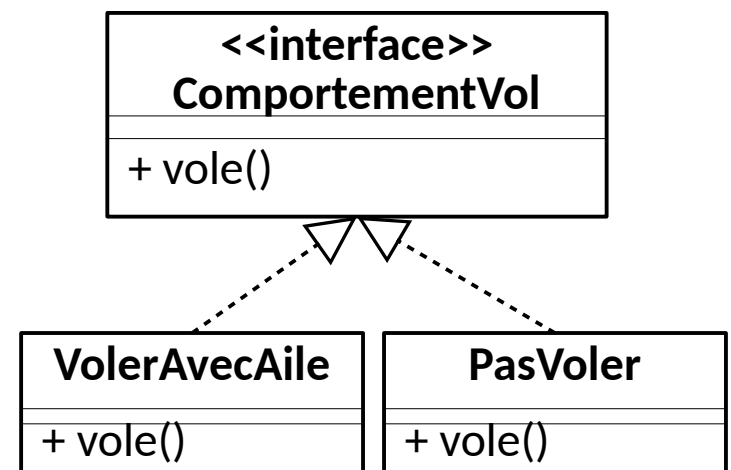 <<interface>>
ComportementVol
+ vole()
VolerAvecAile
PasVoler
+ vole()
+ vole()